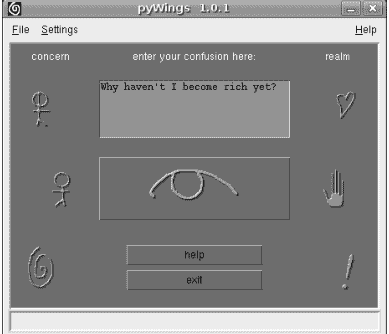 pyWings 1.0.1
File Settings Help
concern enter your confusion here: realm
Why haven't I become rich yet?
help
exit